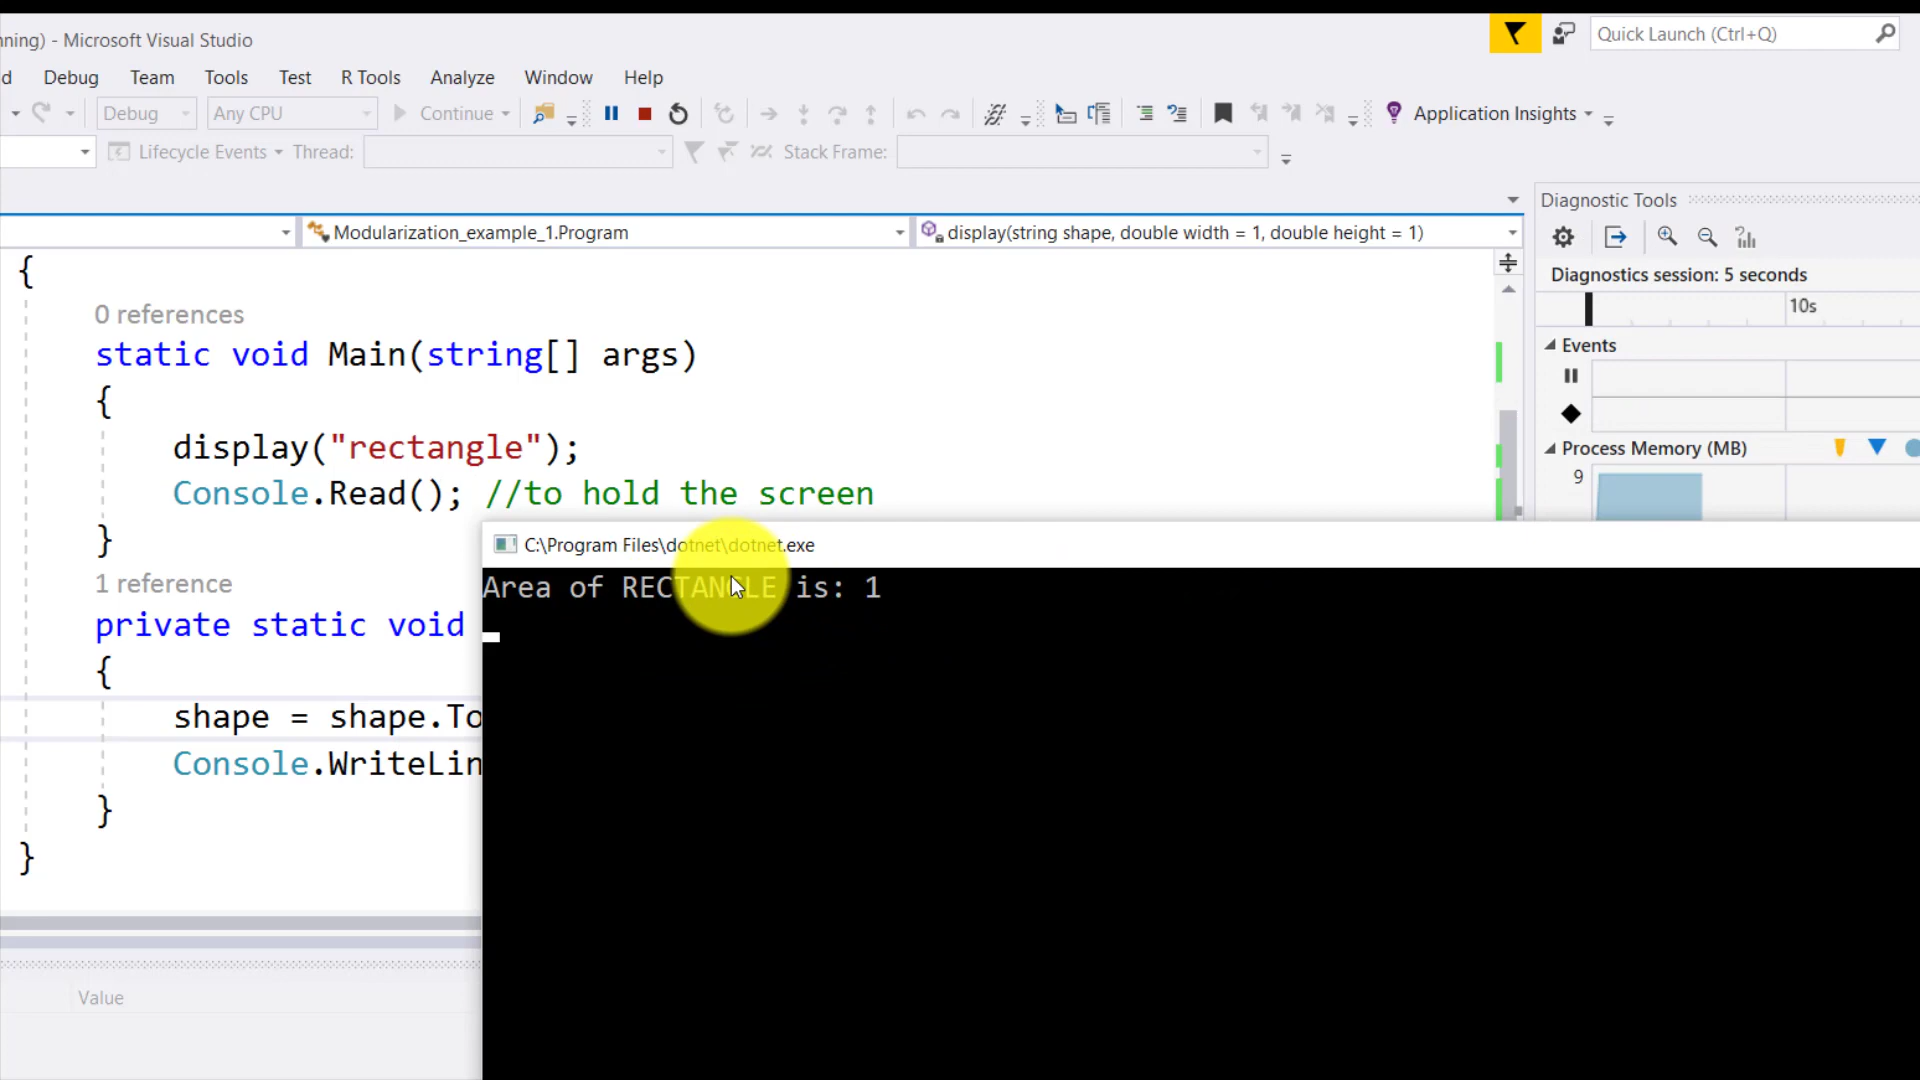 nning) - Microsoft Visual Studio
Quick Launch (Ctrl+Q)
d Debug Team Tools Test R Tools Analyze Window Help
Debug Any CPU Continue Application Insights
Lifecycle Events Thread: Stack Frame:
Diagnostic Tools
Modularization_example_1.Program display(string shape, double width = 1, double height = 1)
Diagnostics session: 5 seconds
10s
Events
Process Memory (MB)
9
{
0 references
static void Main(string[] args)
{
display("rectangle");
Console.Read(); //to hold the screen
}
1 reference
private static void
{
shape = shape.To
Console.WriteLin
}
}
Value
C:\Program Files\dotnet\dotnet.exe
Area of RECTANGLE is: 1